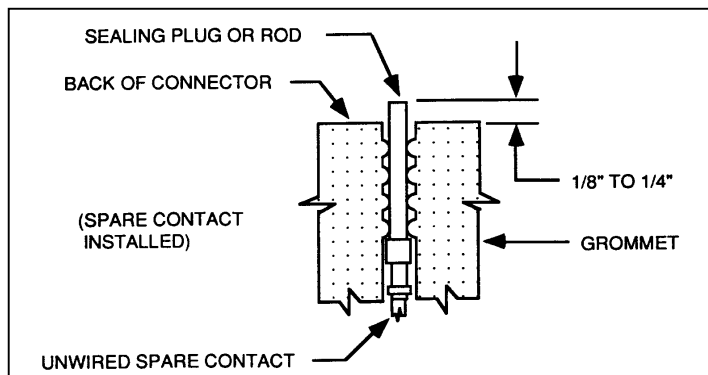 SEALING PLUG OR ROD
BACK OF CONNECTOR
1/8" TO 1/4"
(SPARE CONTACT
INSTALLED)
GROMMET
UNWIRED SPARE CONTACT